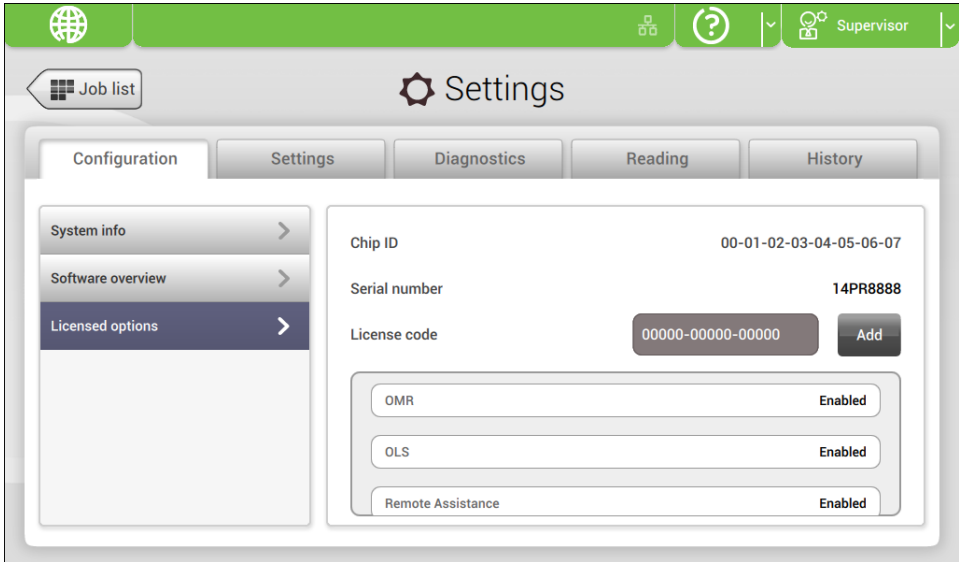 Supervisor
Job list
Settings
Configuration Settings Diagnostics Reading History
System info
Software overview
Licensed options
Chip ID 00-01-02-03-04-05-06-07
Serial number 14PR8888
License code 00000-00000-00000 Add
OMR Enabled
OLS Enabled
Remote Assistance Enabled